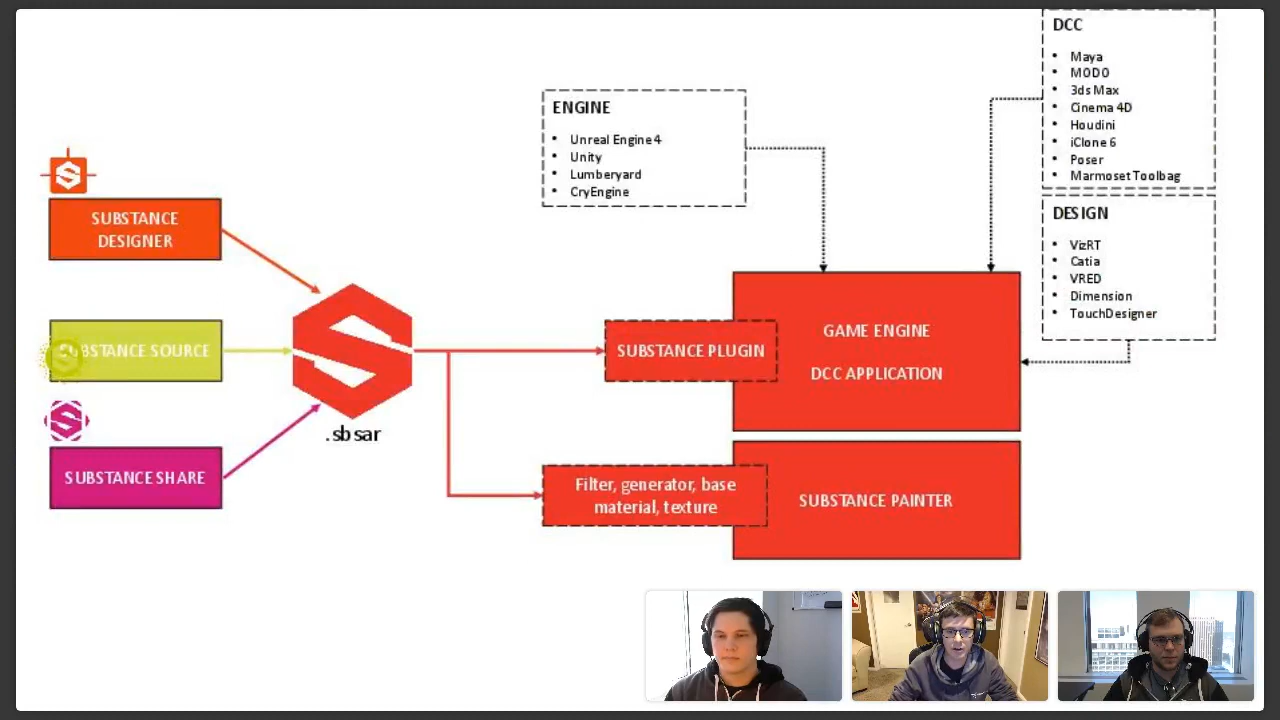 DCC
• Maya
• MODO
• 3ds Max
• Cinema 4D
• Houdini
• iClone 6
• Poser
• Marmoset Toolbag
ENGINE
• Unreal Engine 4
• Unity
• Lumberyard
• CryEngine
DESIGN
• VizRT
• Catia
• VRED
• Dimension
• TouchDesigner
SUBSTANCE
DESIGNER
SUBSTANCE SOURCE
SUBSTANCE SHARE
.sbsar
SUBSTANCE PLUGIN
GAME ENGINE
DCC APPLICATION
Filter, generator, base
material, texture
SUBSTANCE PAINTER